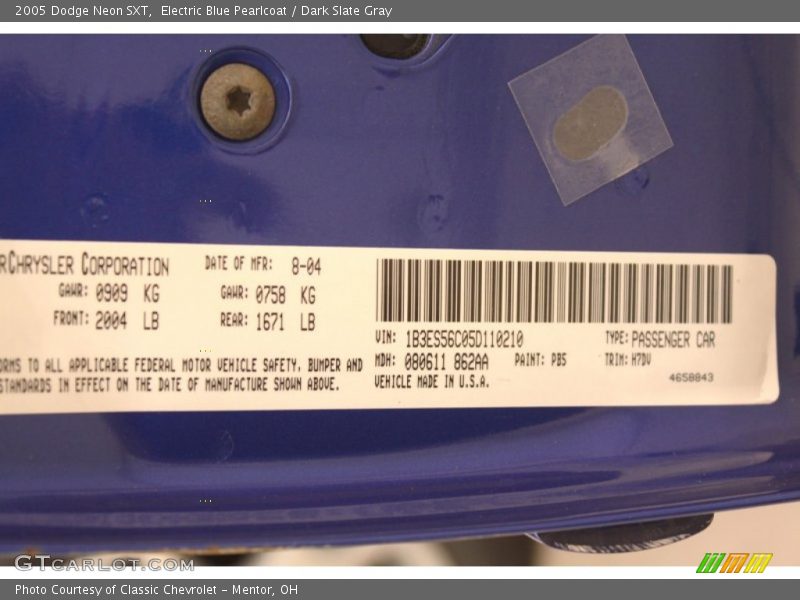 2005 Dodge Neon SXT, Electric Blue Pearlcoat / Dark Slate Gray
RCHRYSLER CORPORATION DATE OF MFR: 8-04
GAWR: 0909 KG GAWR: 0758 KG
FRONT: 2004 LB REAR: 1671 LB
ORMS TO ALL APPLICABLE FEDERAL MOTOR VEHICLE SAFETY, BUMPER AND
STANDARDS IN EFFECT ON THE DATE OF MANUFACTURE SHOWN ABOVE.
VIN: 1B3ES56C05D110210 TYPE: PASSENGER CAR
MDH: 080611 862AA PAINT: PB5 TRIM: H7DV
VEHICLE MADE IN U.S.A.
4658843
GTCARLOT.COM
Photo Courtesy of Classic Chevrolet - Mentor, OH